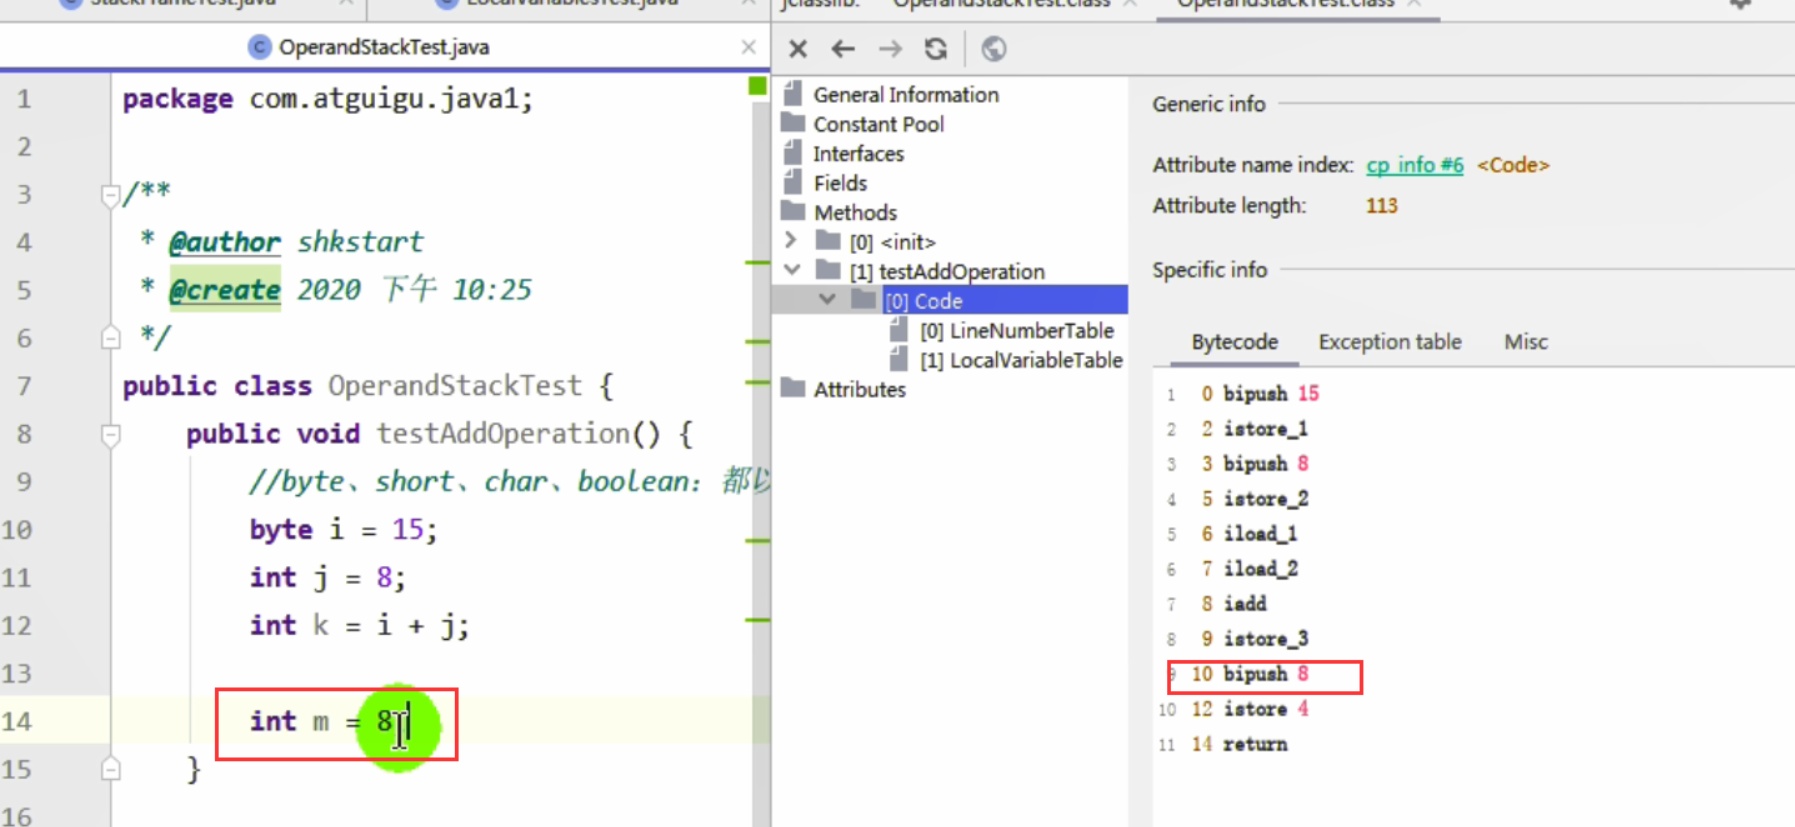 StackFrameTest.java
LocalVariablesTest.java
OperandStackTest.java
1 package com.atguigu.java1;
2
3 /**
4 * @author shkstart
5 * @create 2020 下午 10:25
6 */
7 public class OperandStackTest {
8 public void testAddOperation() {
9 //byte、short、char、boolean：都以
10 byte i = 15;
11 int j = 8;
12 int k = i + j;
13
14 int m = 8
15 }
16
jclasslib:
OperandStackTest.class
OperandStackTest.class
General Information
Constant Pool
Interfaces
Fields
Methods
[0] <init>
[1] testAddOperation
[0] Code
[0] LineNumberTable
[1] LocalVariableTable
Attributes
Generic info
Attribute name index: cp_info #6 <Code>
Attribute length: 113
Specific info
Bytecode Exception table Misc
1 0 bipush 15
2 2 istore_1
3 3 bipush 8
4 5 istore_2
5 6 iload_1
6 7 iload_2
7 8 iadd
8 9 istore_3
9 10 bipush 8
10 12 istore 4
11 14 return